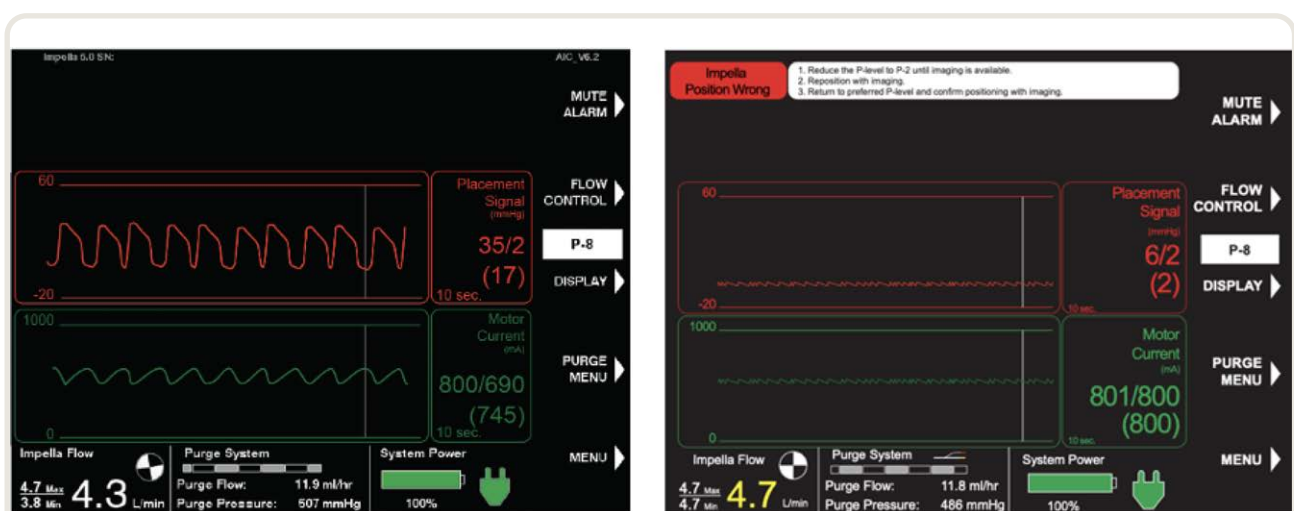 Impella 5.0 SN:
AIC_V6.2
MUTE
ALARM
60
Placement
Signal
(mmHg)
35/2
(17)
-20
10 sec.
FLOW
CONTROL
P-8
DISPLAY
1000
Motor
Current
(mA)
800/690
(745)
0
10 sec.
PURGE
MENU
Impella Flow
4.7 Max
3.8 Min
4.3 L/min
Purge System
Purge Flow: 11.9 ml/hr
Purge Pressure: 507 mmHg
System Power
100%
MENU
Impella
Position Wrong
1. Reduce the P-level to P-2 until imaging is available.
2. Reposition with imaging.
3. Return to preferred P-level and confirm positioning with imaging.
MUTE
ALARM
60
Placement
Signal
(mmHg)
6/2
(2)
-20
10 sec.
FLOW
CONTROL
P-8
DISPLAY
1000
Motor
Current
(mA)
801/800
(800)
0
10 sec.
PURGE
MENU
Impella Flow
4.7 Max
4.7 Min
4.7 L/min
Purge System
Purge Flow: 11.8 ml/hr
Purge Pressure: 486 mmHg
System Power
100%
MENU